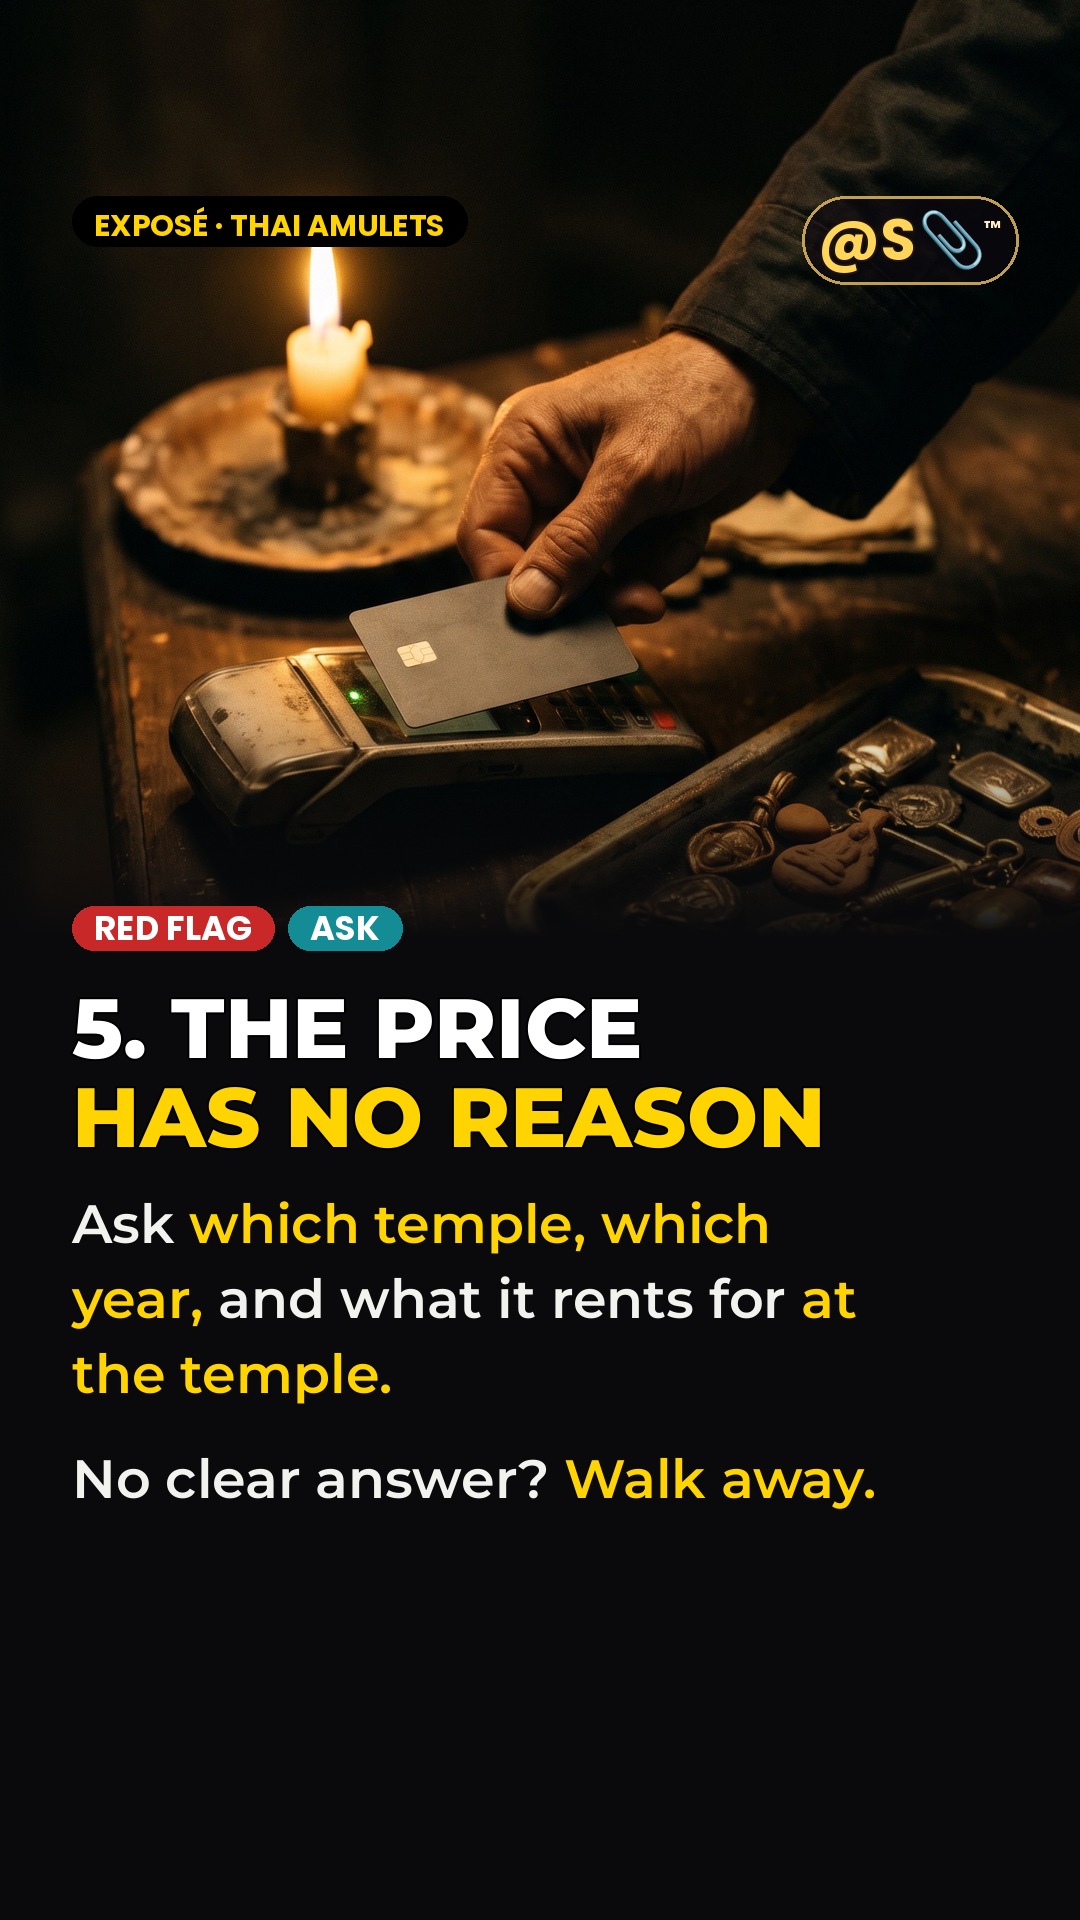 EXPOSÉ · THAI AMULETS
@S📎™
RED FLAG
ASK
5. THE PRICE
HAS NO REASON
Ask which temple, which
year, and what it rents for at
the temple.
No clear answer? Walk away.